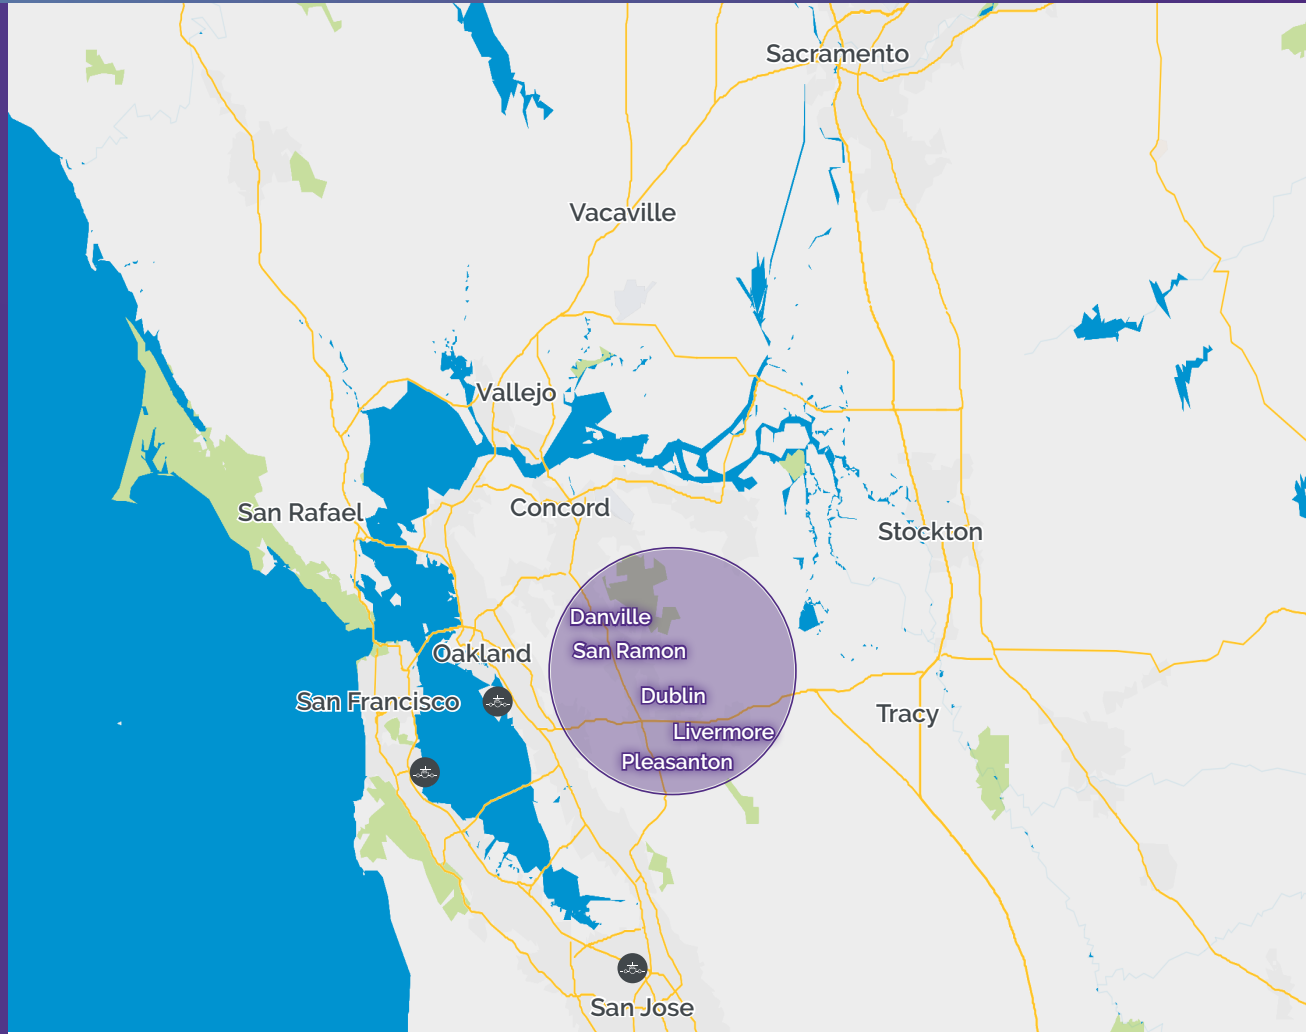 Sacramento
Vacaville
Vallejo
San Rafael
Concord
Stockton
Danville
San Ramon
Oakland
Dublin
San Francisco
Tracy
Livermore
Pleasanton
San Jose